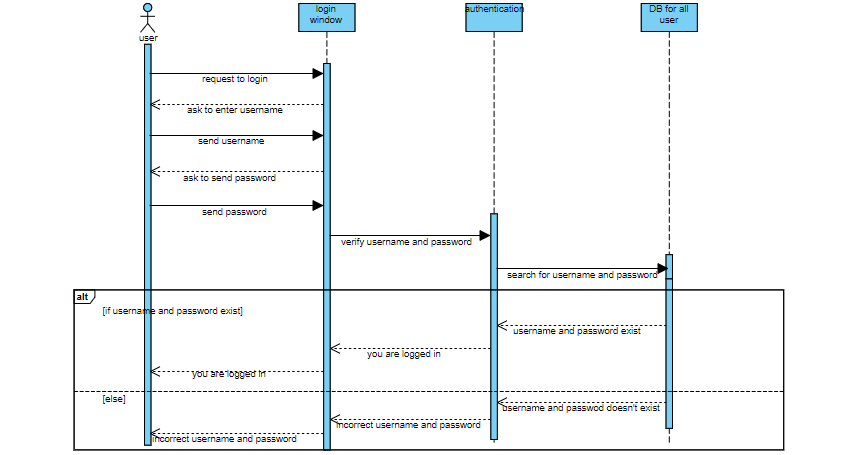 login
window
authentication
DB for all
user
user
request to login
ask to enter username
send username
ask to send password
send password
verify username and password
search for username and password
alt
[if username and password exist]
username and password exist
you are logged in
you are logged in
[else]
username and passwod doesn't exist
incorrect username and password
incorrect username and password